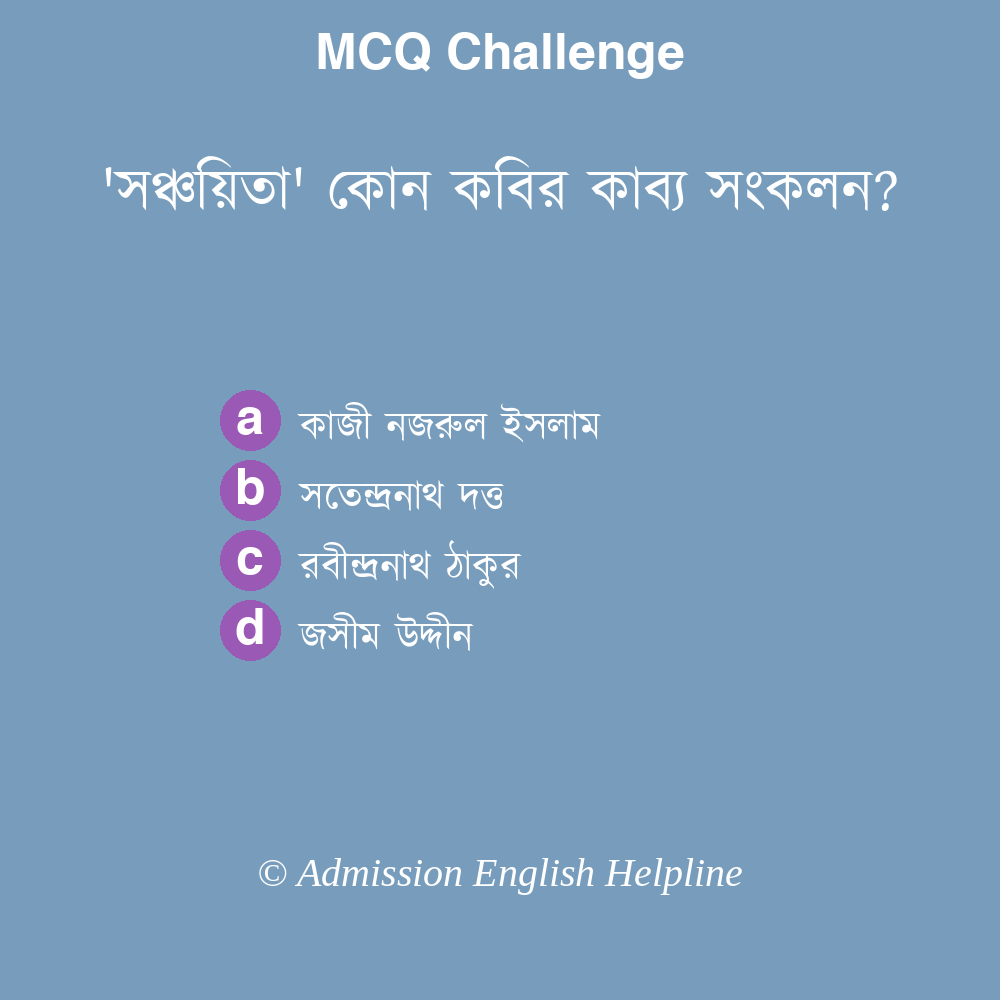 MCQ Challenge
'সঞ্চয়িতা' কোন কবির কাব্য সংকলন?
a কাজী নজরুল ইসলাম
b সতেন্দ্রনাথ দত্ত
c রবীন্দ্রনাথ ঠাকুর
d জসীম উদ্দীন
© Admission English Helpline